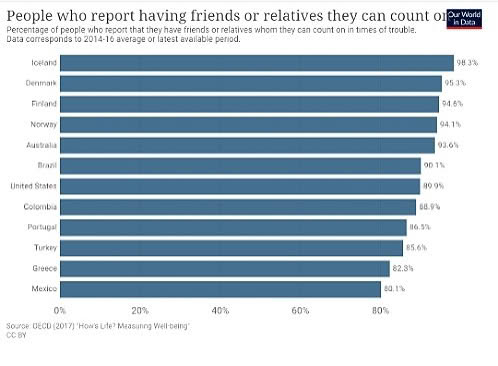 People who report having friends or relatives they can count on
Our World
in Data
Percentage of people who report that they have friends or relatives whom they can count on in times of trouble.
Data corresponds to 2014-16 average or latest available period.
Iceland 98.3%
Denmark 95.3%
Finland 94.6%
Norway 94.1%
Australia 93.6%
Brazil 90.1%
United States 89.9%
Colombia 88.9%
Portugal 86.5%
Turkey 85.6%
Greece 82.3%
Mexico 80.1%
0% 20% 40% 60% 80%
Source: OECD (2017) 'How's Life? Measuring Well-being'
CC BY